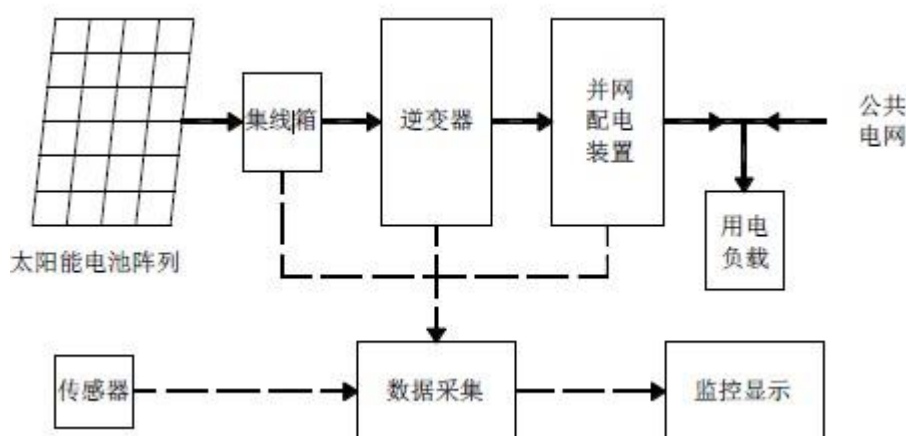 集线箱
逆变器
并网
配电
装置
公共
电网
用电
负载
太阳能电池阵列
传感器
数据采集
监控显示